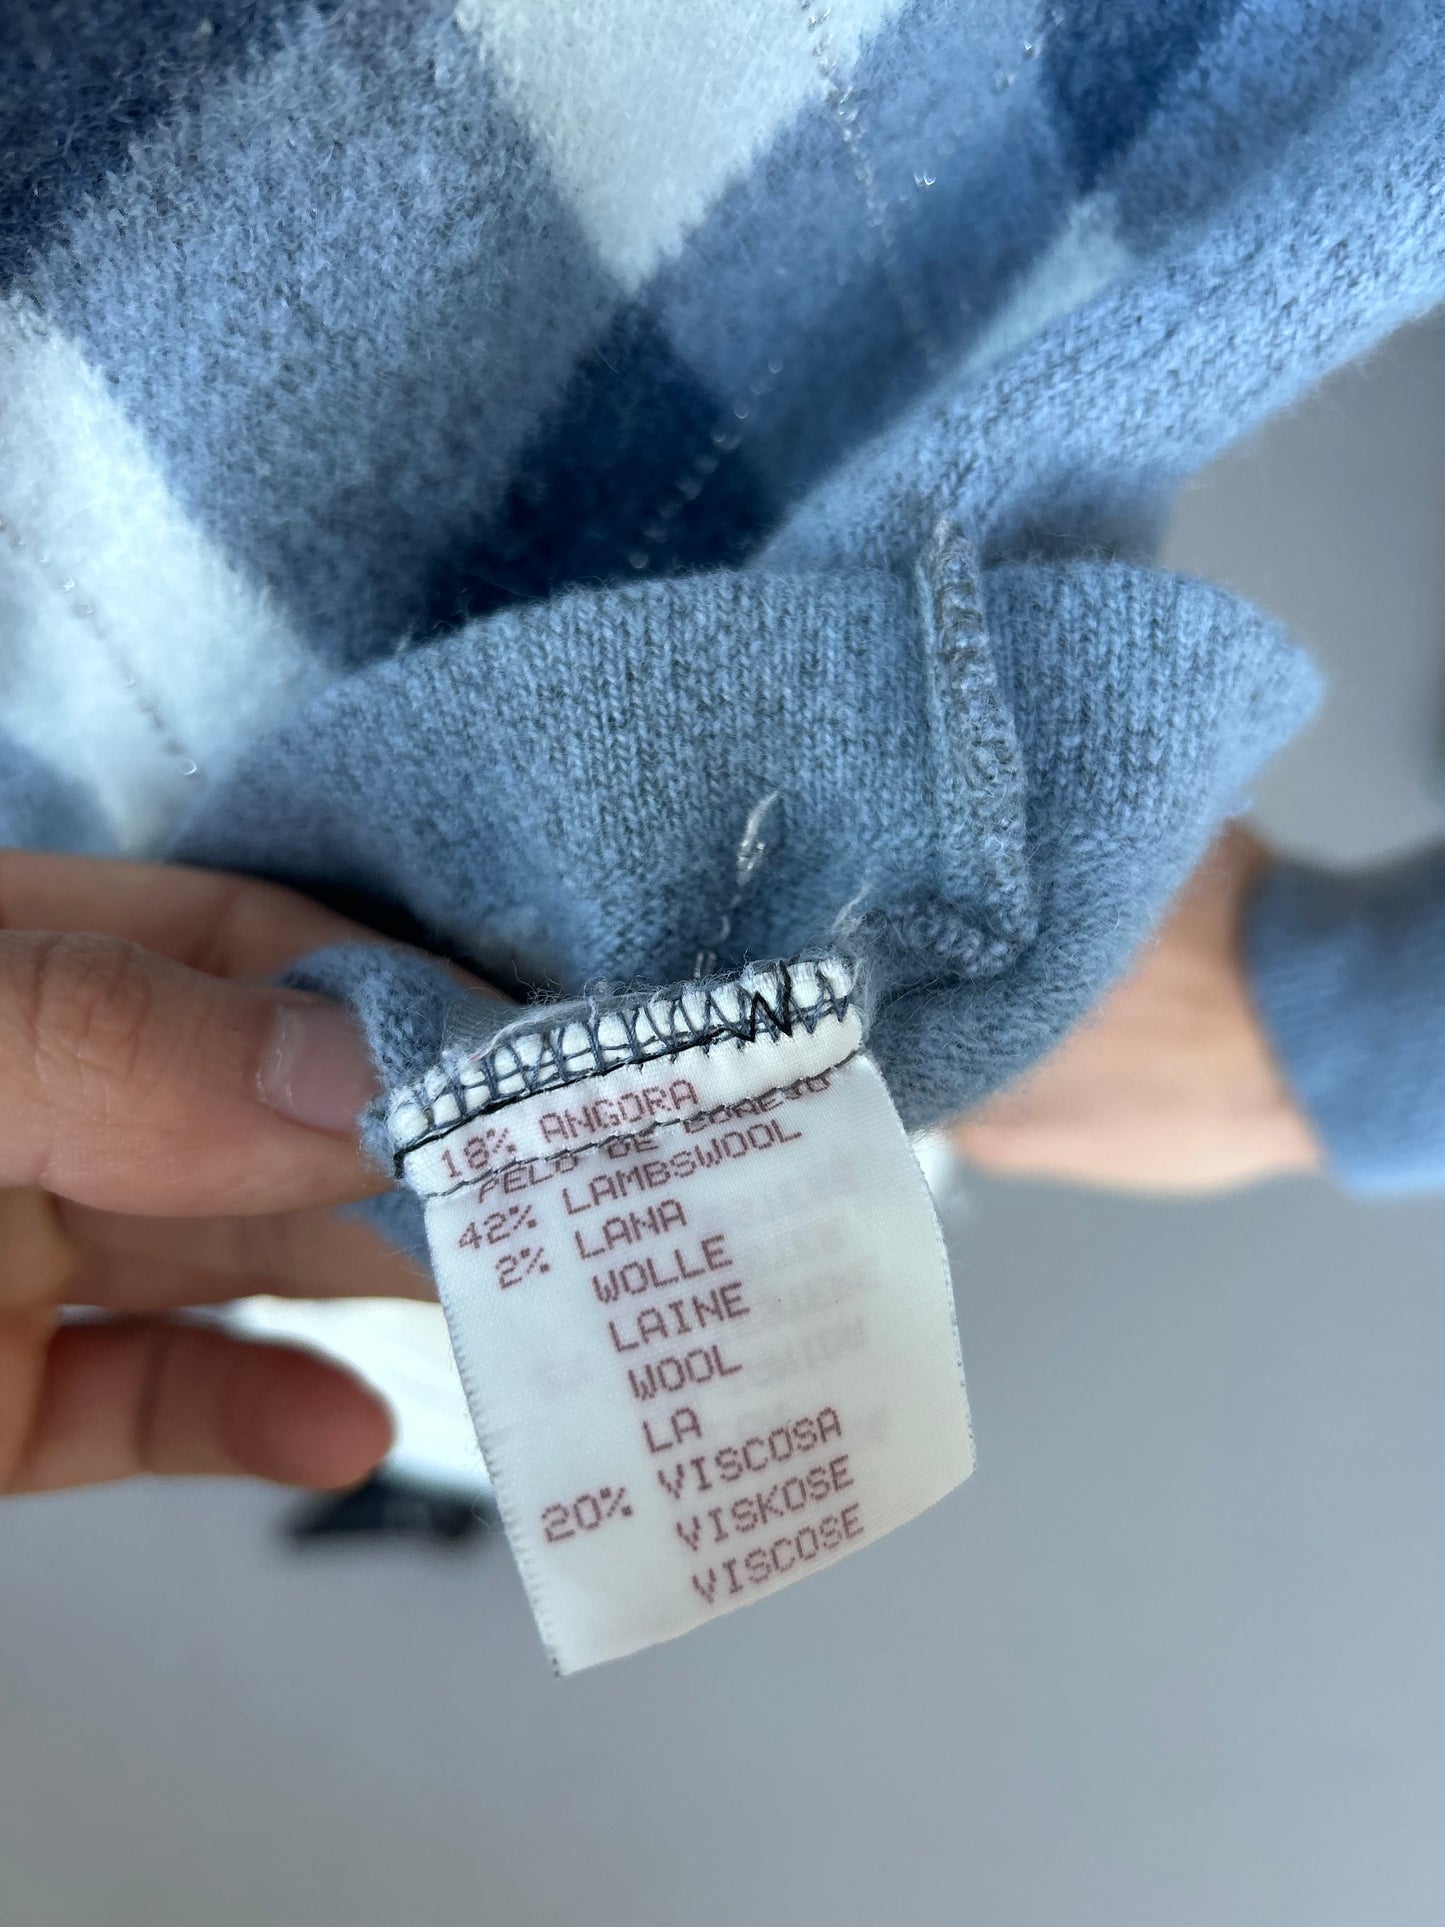 18% ANGORA
PELO DE CONEJO
42% LAMBSWOOL
2% LANA
WOLLE
LAINE
WOOL
LA
20% VISCOSA
VISKOSE
VISCOSE